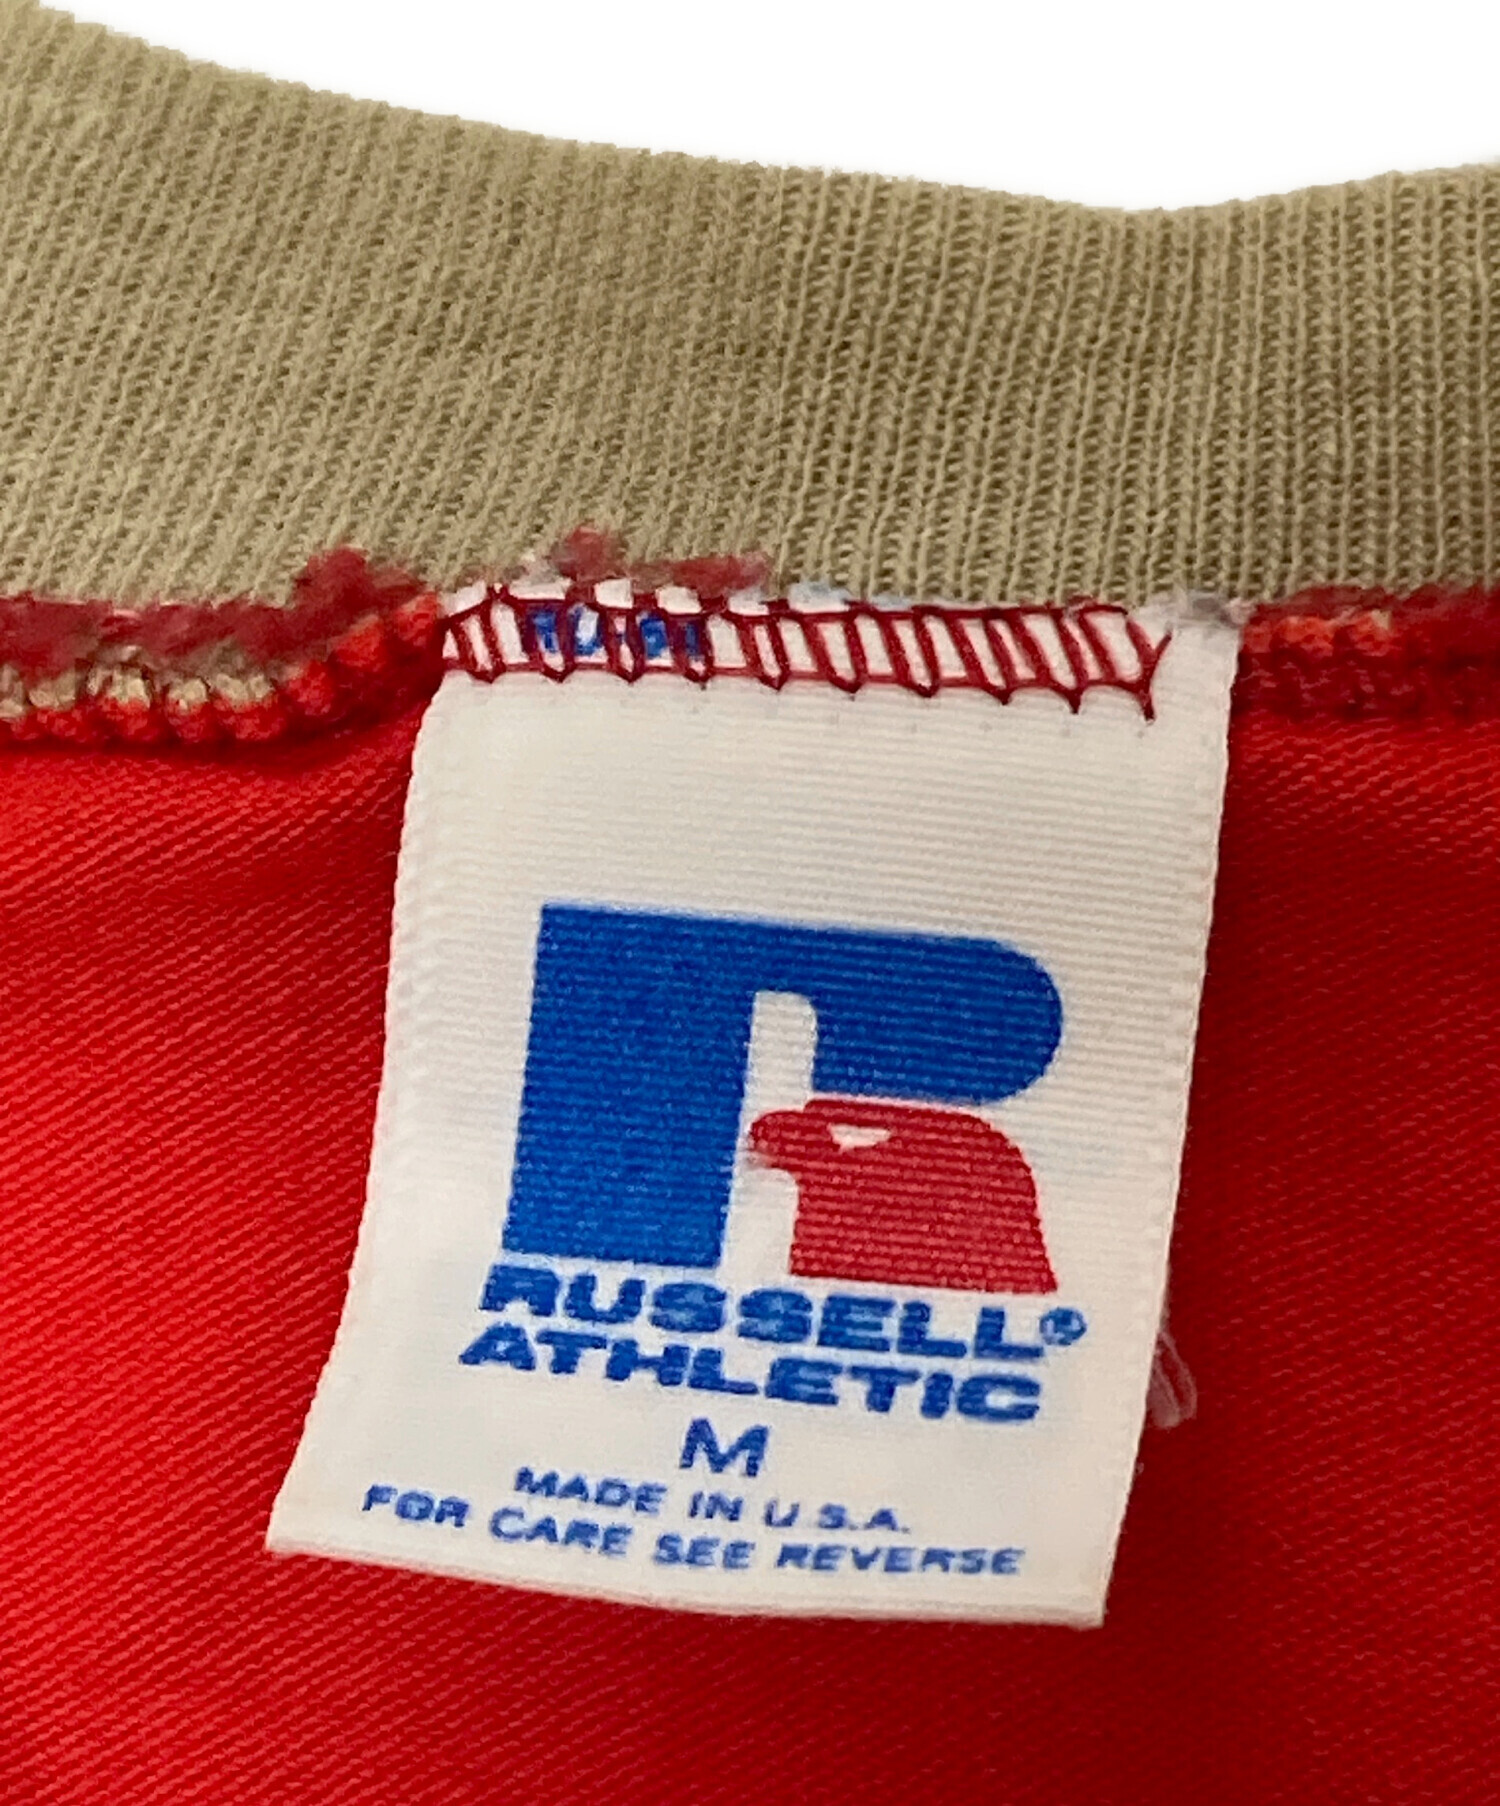 RUSSELL®
ATHLETIC
M
MADE IN U.S.A.
FOR CARE SEE REVERSE